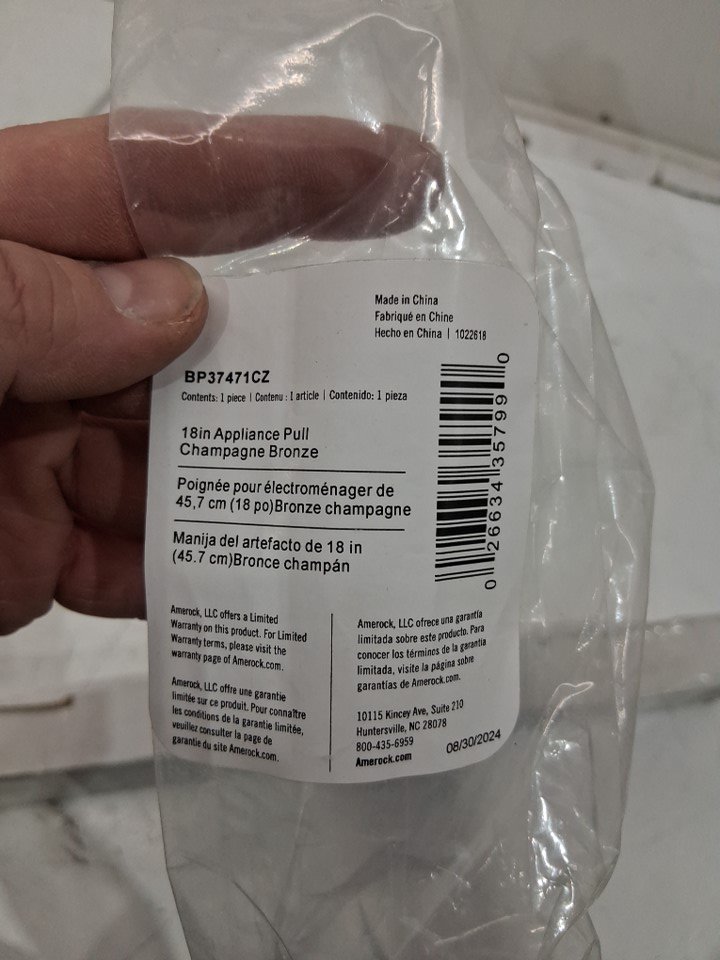 Made in China
Fabriqué en Chine
Hecho en China | 1022618
BP37471CZ
Contents: 1 piece | Contenu : 1 article | Contenido: 1 pieza
18in Appliance Pull
Champagne Bronze
Poignée pour électroménager de
45,7 cm (18 po)Bronze champagne
Manija del artefacto de 18 in
(45.7 cm)Bronce champán
0 26634 35799 0
Amerock, LLC offers a Limited
Warranty on this product. For Limited
Warranty terms, please visit the
warranty page of Amerock.com.
Amerock, LLC offre une garantie
limitée sur ce produit. Pour connaître
les conditions de la garantie limitée,
veuillez consulter la page de
garantie du site Amerock.com.
Amerock, LLC ofrece una garantía
limitada sobre este producto. Para
conocer los términos de la garantía
limitada, visite la página sobre
garantías de Amerock.com.
10115 Kincey Ave, Suite 210
Huntersville, NC 28078
800-435-6959
Amerock.com
08/30/2024